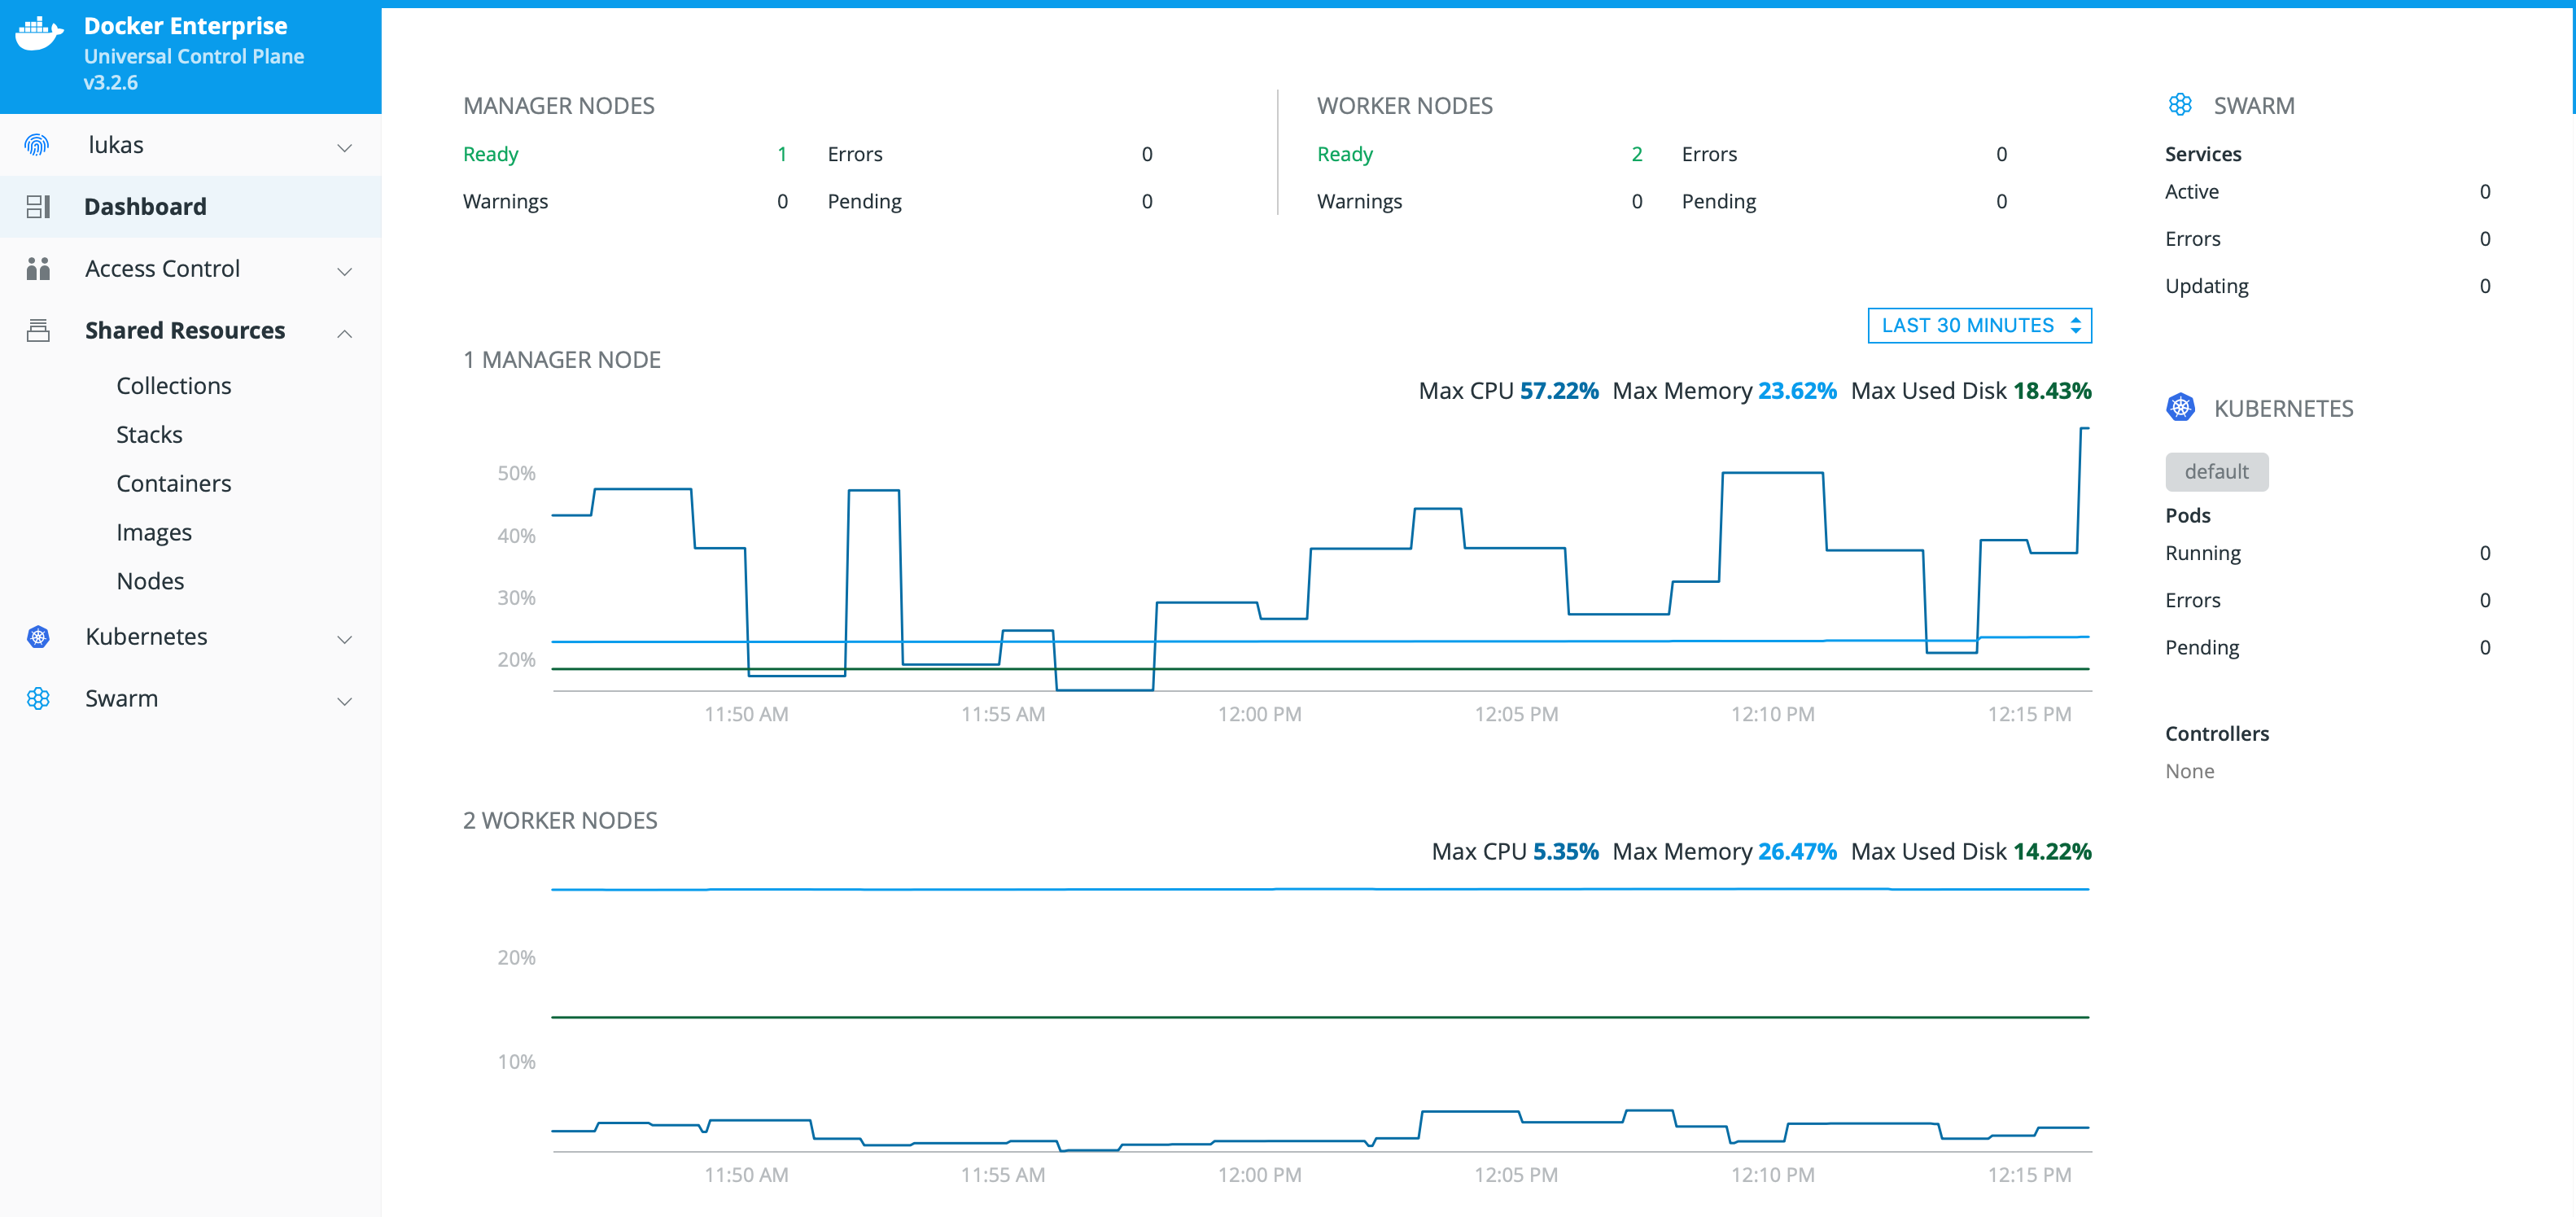 Docker Enterprise
Universal Control Plane
v3.2.6
lukas
Dashboard
Access Control
Shared Resources
Collections
Stacks
Containers
Images
Nodes
Kubernetes
Swarm
MANAGER NODES
Ready 1 Errors 0
Warnings 0 Pending 0
WORKER NODES
Ready 2 Errors 0
Warnings 0 Pending 0
LAST 30 MINUTES
1 MANAGER NODE
Max CPU 57.22% Max Memory 23.62% Max Used Disk 18.43%
50%
40%
30%
20%
11:50 AM 11:55 AM 12:00 PM 12:05 PM 12:10 PM 12:15 PM
2 WORKER NODES
Max CPU 5.35% Max Memory 26.47% Max Used Disk 14.22%
20%
10%
11:50 AM 11:55 AM 12:00 PM 12:05 PM 12:10 PM 12:15 PM
SWARM
Services
Active 0
Errors 0
Updating 0
KUBERNETES
default
Pods
Running 0
Errors 0
Pending 0
Controllers
None